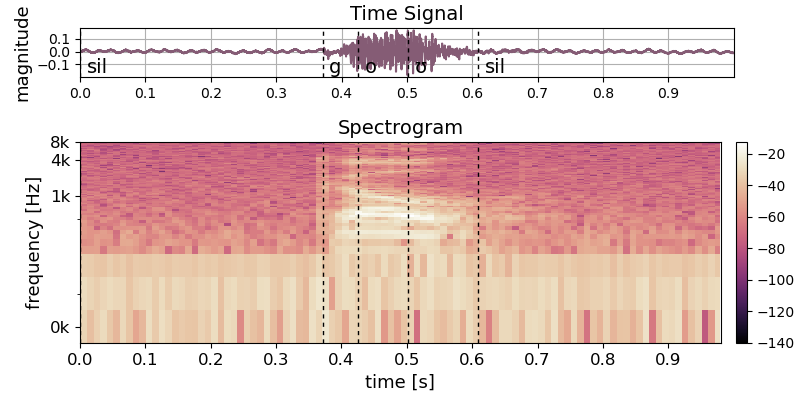 Time Signal
magnitude
0.1
0.0
−0.1
sil g o ʊ sil
0.0 0.1 0.2 0.3 0.4 0.5 0.6 0.7 0.8 0.9
Spectrogram
frequency [Hz]
8k
4k
1k
0k
0.0 0.1 0.2 0.3 0.4 0.5 0.6 0.7 0.8 0.9
time [s]
−20
−40
−60
−80
−100
−120
−140